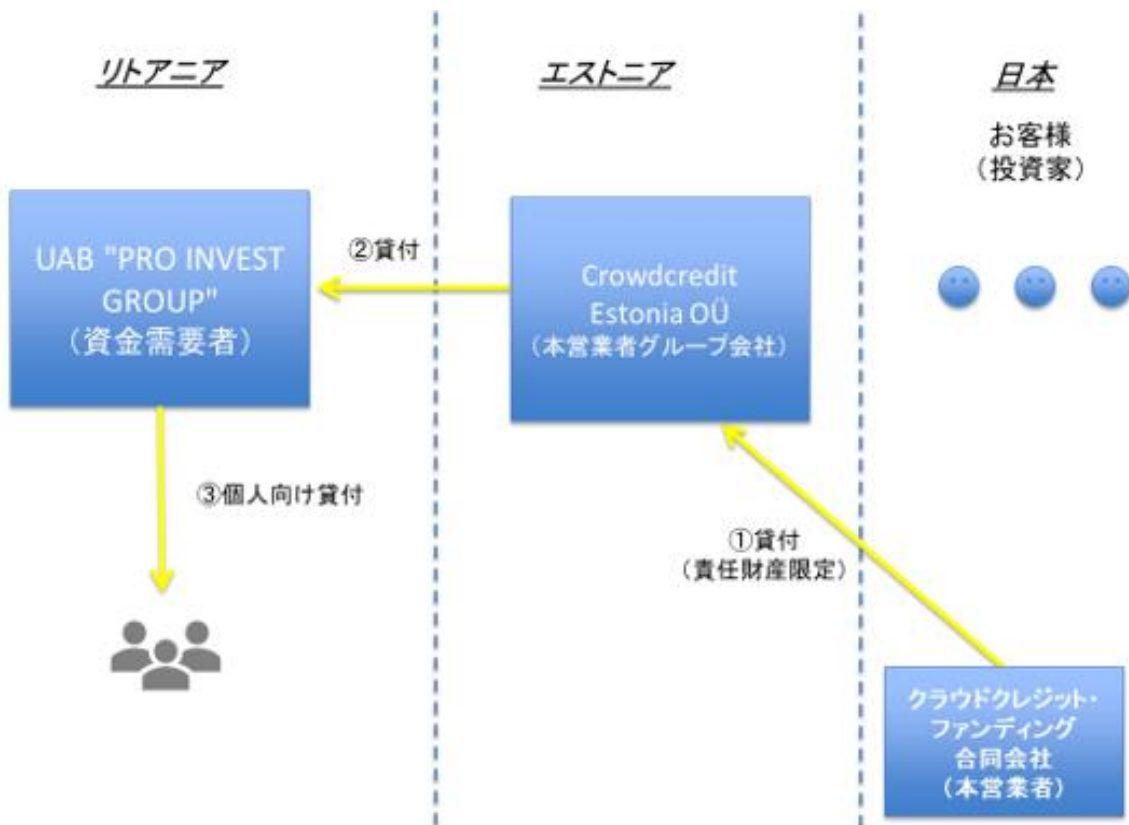 リトアニア
エストニア
日本
お客様
（投資家）
UAB "PRO INVEST
GROUP"
（資金需要者）
②貸付
Crowdcredit
Estonia OÜ
（本営業者グループ会社）
③個人向け貸付
①貸付
（責任財産限定）
クラウドクレジット・
ファンディング
合同会社
（本営業者）